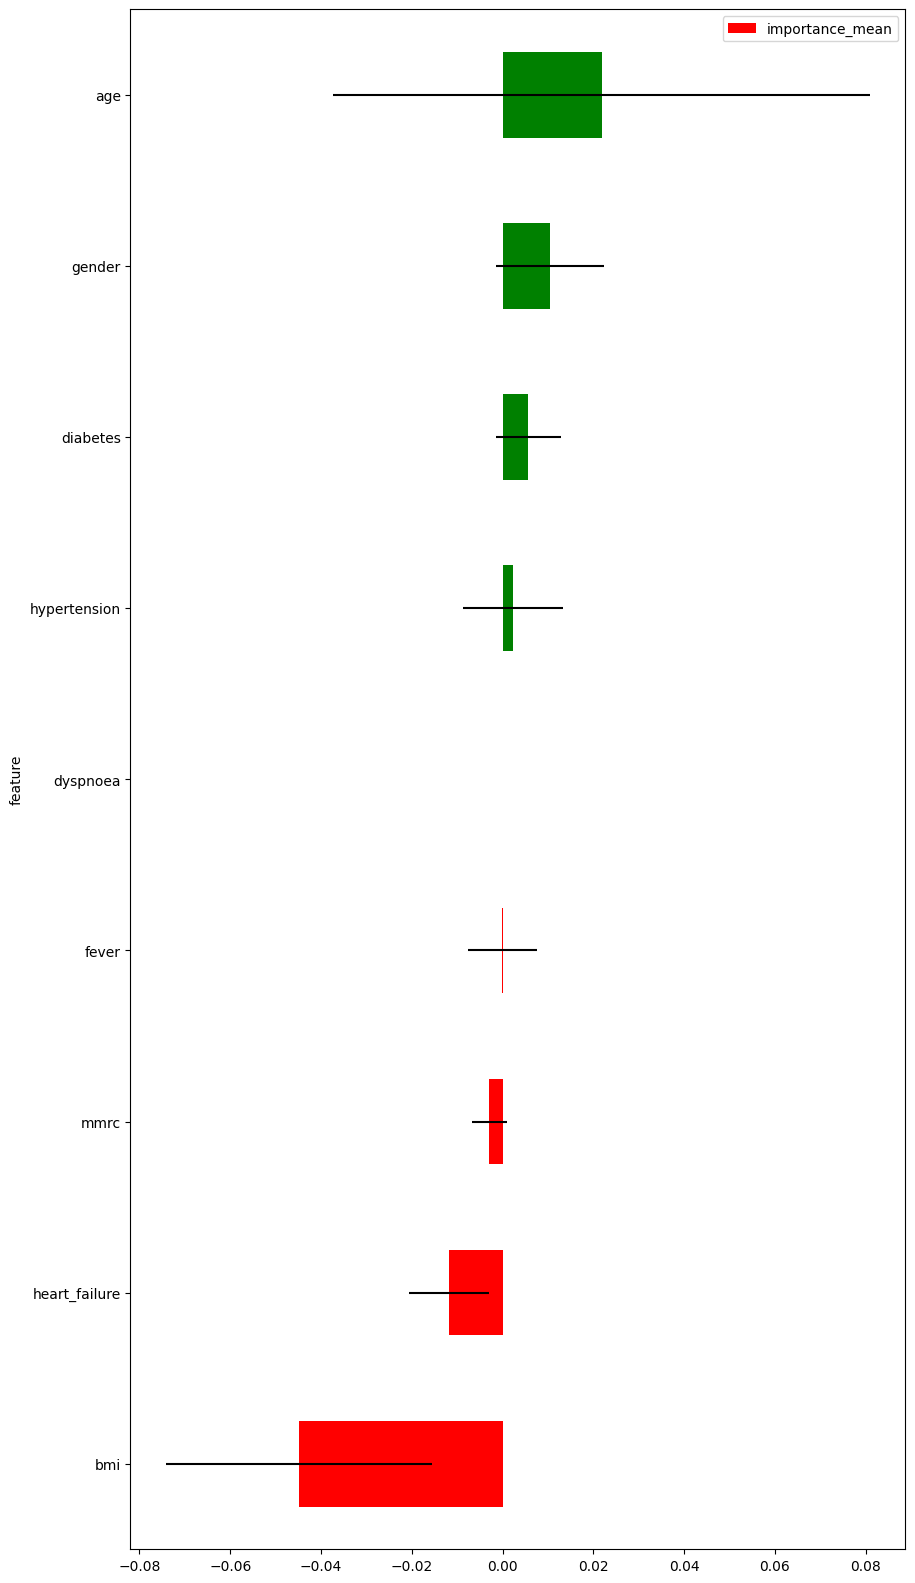 importance_mean
age
gender
diabetes
hypertension
dyspnoea
feature
fever
mmrc
heart_failure
bmi
−0.08 −0.06 −0.04 −0.02 0.00 0.02 0.04 0.06 0.08